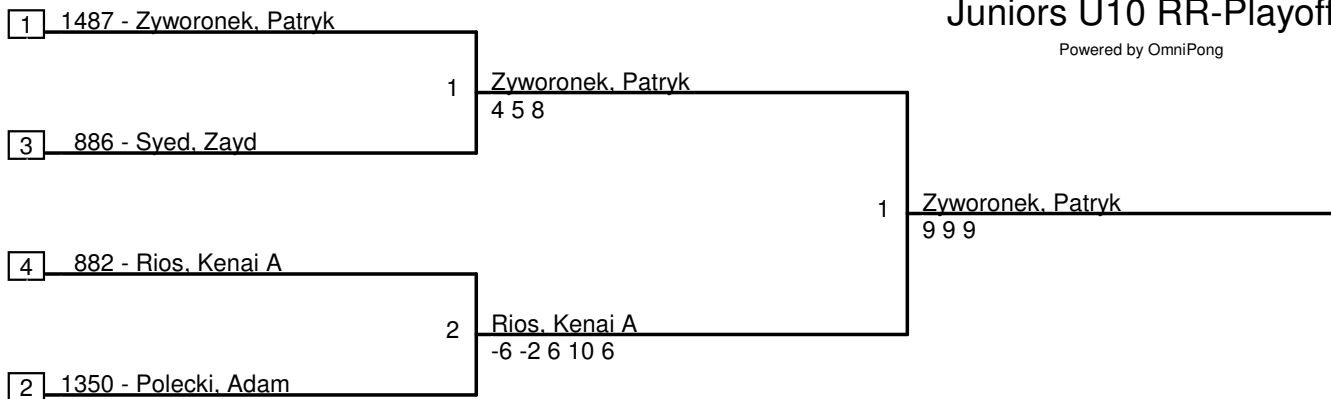 Juniors U10 RR-Playoff
Powered by OmniPong
1 1487 - Zyworonek, Patryk
1 Zyworonek, Patryk
4 5 8
3 886 - Syed, Zayd
1 Zyworonek, Patryk
9 9 9
4 882 - Rios, Kenai A
2 Rios, Kenai A
-6 -2 6 10 6
2 1350 - Polecki, Adam